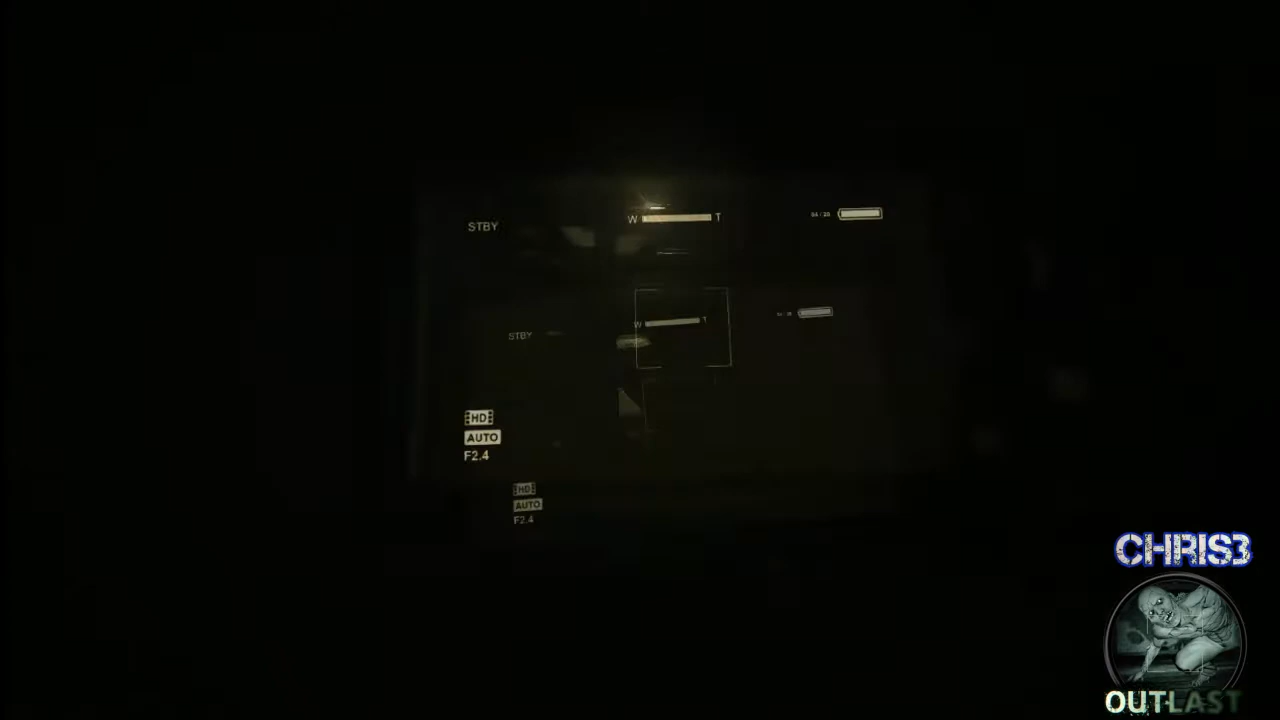 W T
STBY
W T
STBY
HD
AUTO
F2.4
HD
AUTO
F2.4
CHRIS3
OUTLAST